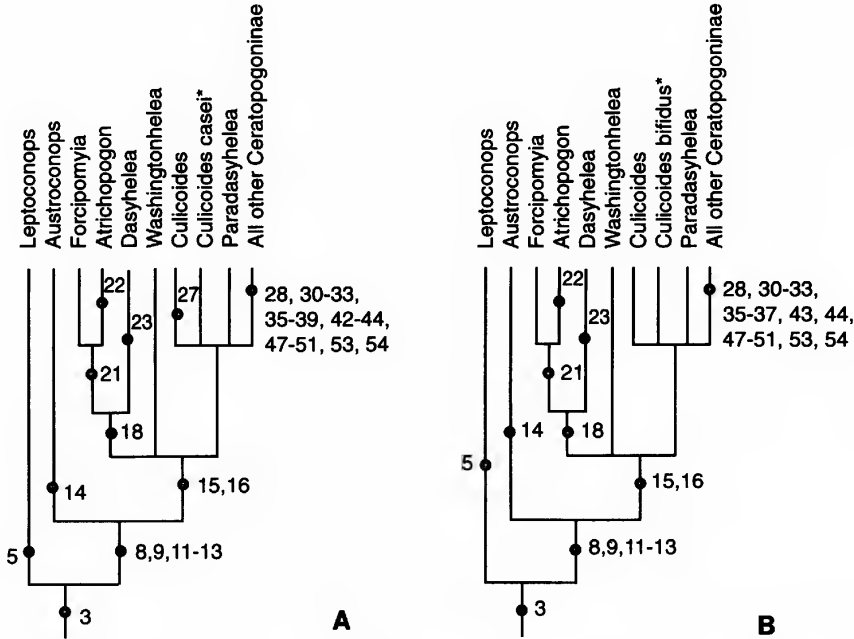 Leptoconops
Austroconops
Forcipomyia
Atrichopogon
Dasyhelea
Washingtonhelea
Culicoides
Culicoides casei*
Paradasyhelea
All other Ceratopogoninae
22
27
28, 30-33,
35-39, 42-44,
47-51, 53, 54
23
21
18
14
15,16
5
8,9,11-13
3
A
Leptoconops
Austroconops
Forcipomyia
Atrichopogon
Dasyhelea
Washingtonhelea
Culicoides
Culicoides bifidus*
Paradasyhelea
All other Ceratopogoninae
22
28, 30-33,
35-37, 43, 44,
47-51, 53, 54
23
21
14
18
5
15,16
8,9,11-13
3
B